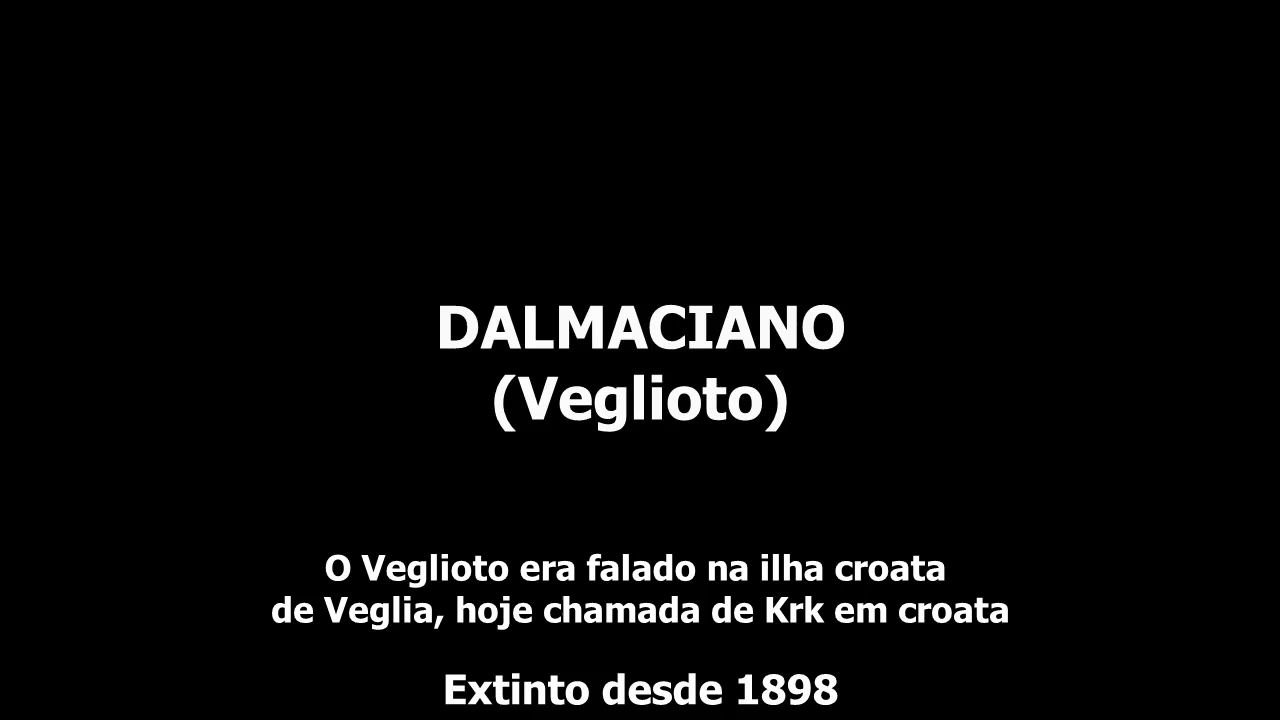 DALMACIANO
(Veglioto)
O Veglioto era falado na ilha croata
de Veglia, hoje chamada de Krk em croata
Extinto desde 1898